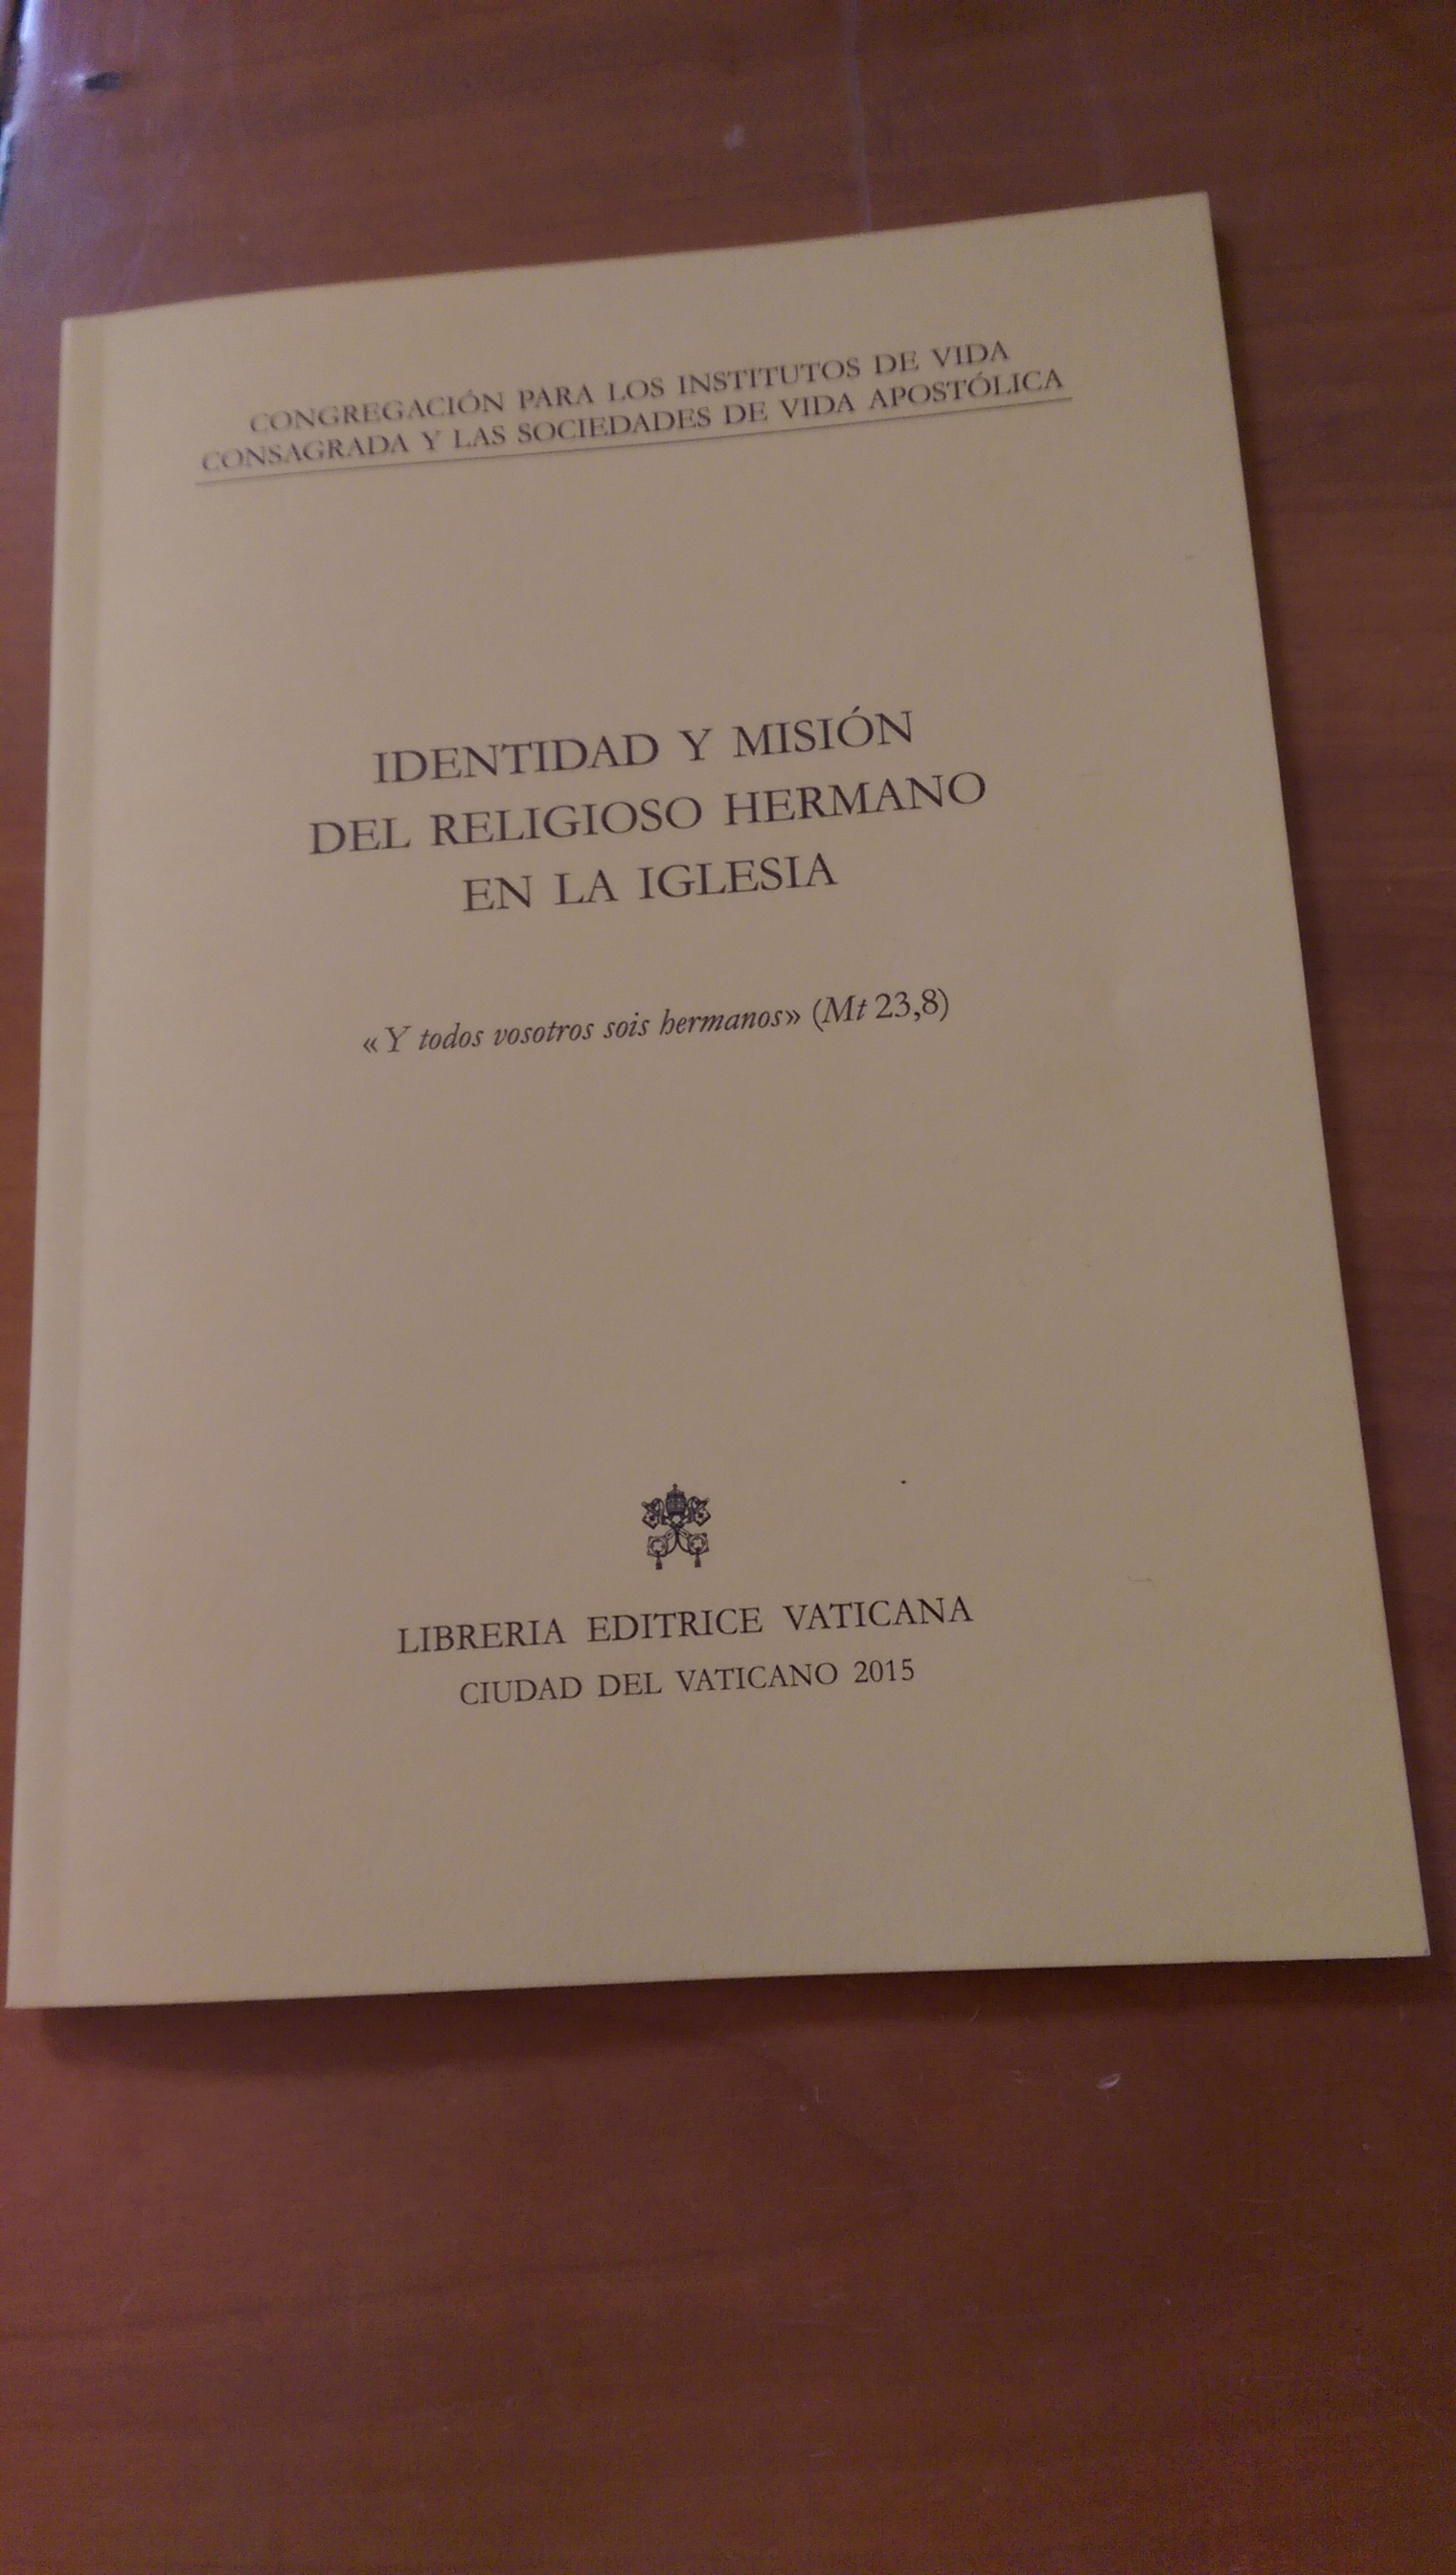 CONGREGACIÓN PARA LOS INSTITUTOS DE VIDA
CONSAGRADA Y LAS SOCIEDADES DE VIDA APOSTÓLICA
IDENTIDAD Y MISIÓN
DEL RELIGIOSO HERMANO
EN LA IGLESIA
«Y todos vosotros sois hermanos» (Mt 23,8)
LIBRERIA EDITRICE VATICANA
CIUDAD DEL VATICANO 2015